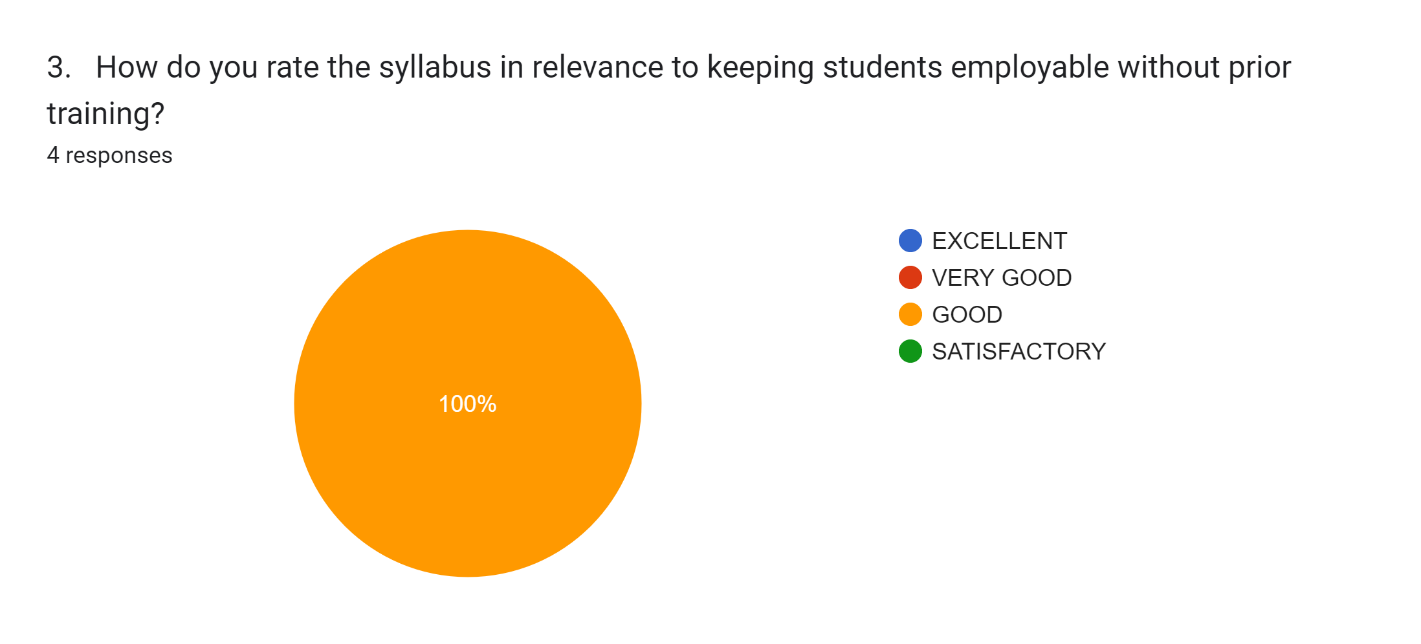 3.   How do you rate the syllabus in relevance to keeping students employable without prior
training?
4 responses
EXCELLENT
VERY GOOD
GOOD
SATISFACTORY
100%